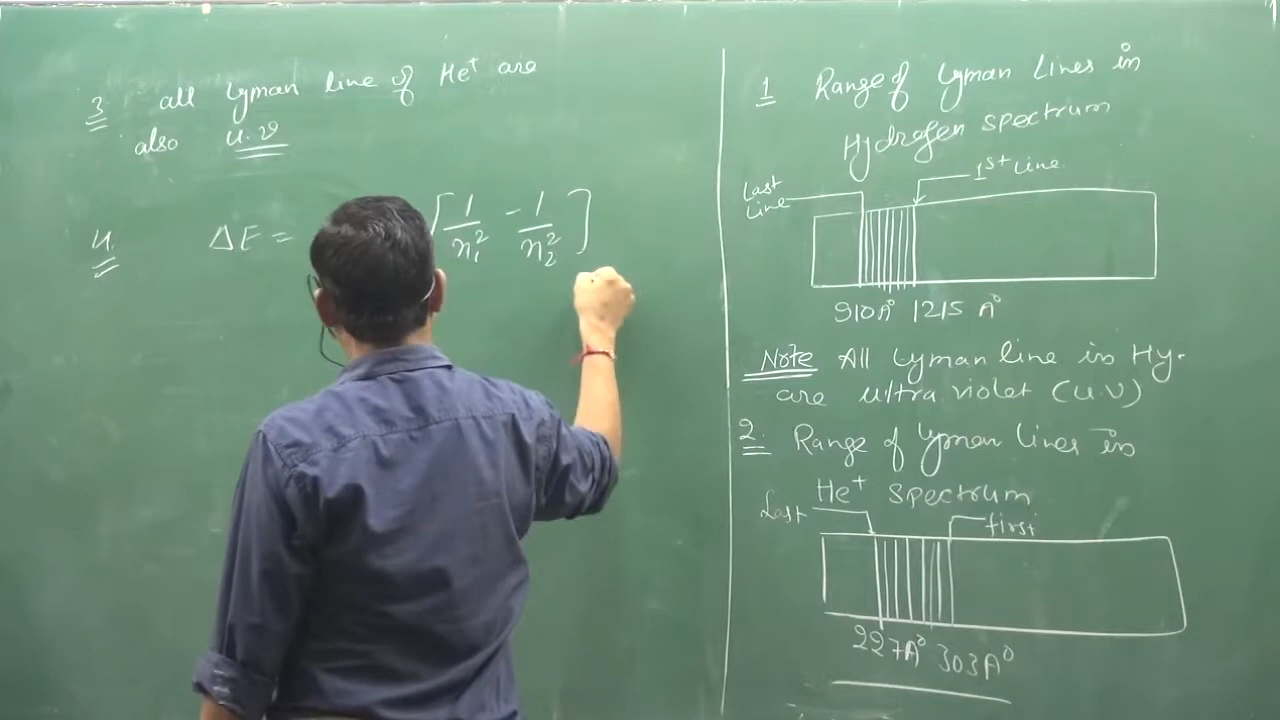 3 all Lyman line of He⁺ are
also u.v
4. ΔE = [1/n₁² - 1/n₂²]
1 Range of Lyman Lines in
Hydrogen spectrum
Last Line
1st Line
910A° 1215 A°
Note All Lyman line in Hy.
are ultra violet (u.v)
2. Range of Lyman Lines in
He⁺ spectrum
Last
first
227A° 303A°